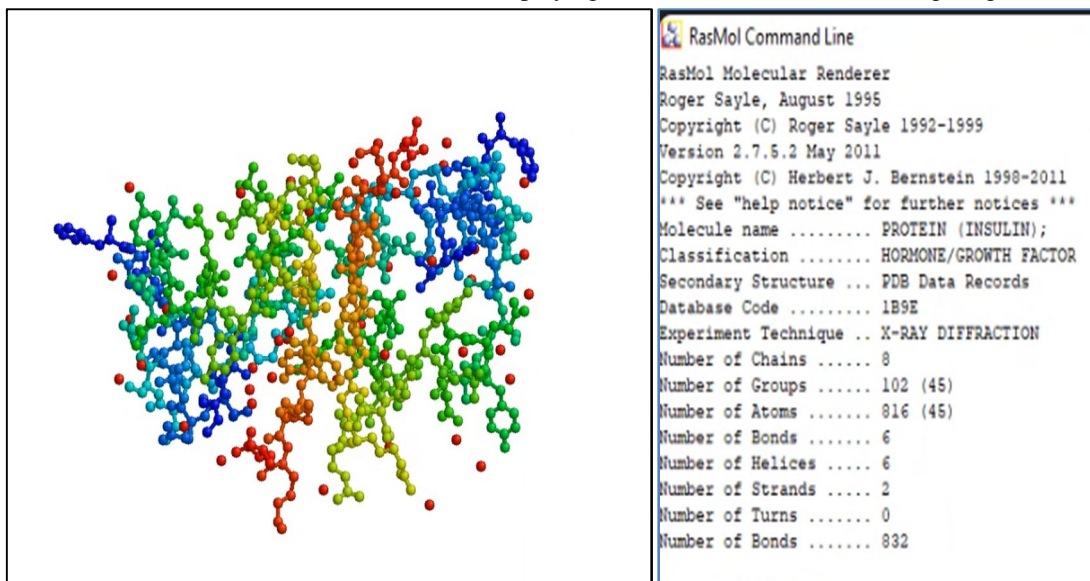 RasMol Command Line
RasMol Molecular Renderer
Roger Sayle, August 1995
Copyright (C) Roger Sayle 1992-1999
Version 2.7.5.2 May 2011
Copyright (C) Herbert J. Bernstein 1998-2011
*** See "help notice" for further notices ***
Molecule name ......... PROTEIN (INSULIN);
Classification ........ HORMONE/GROWTH FACTOR
Secondary Structure ... PDB Data Records
Database Code ......... 1B9E
Experiment Technique .. X-RAY DIFFRACTION
Number of Chains ...... 8
Number of Groups ...... 102 (45)
Number of Atoms ....... 816 (45)
Number of Bonds ....... 6
Number of Helices ..... 6
Number of Strands ..... 2
Number of Turns ....... 0
Number of Bonds ....... 832